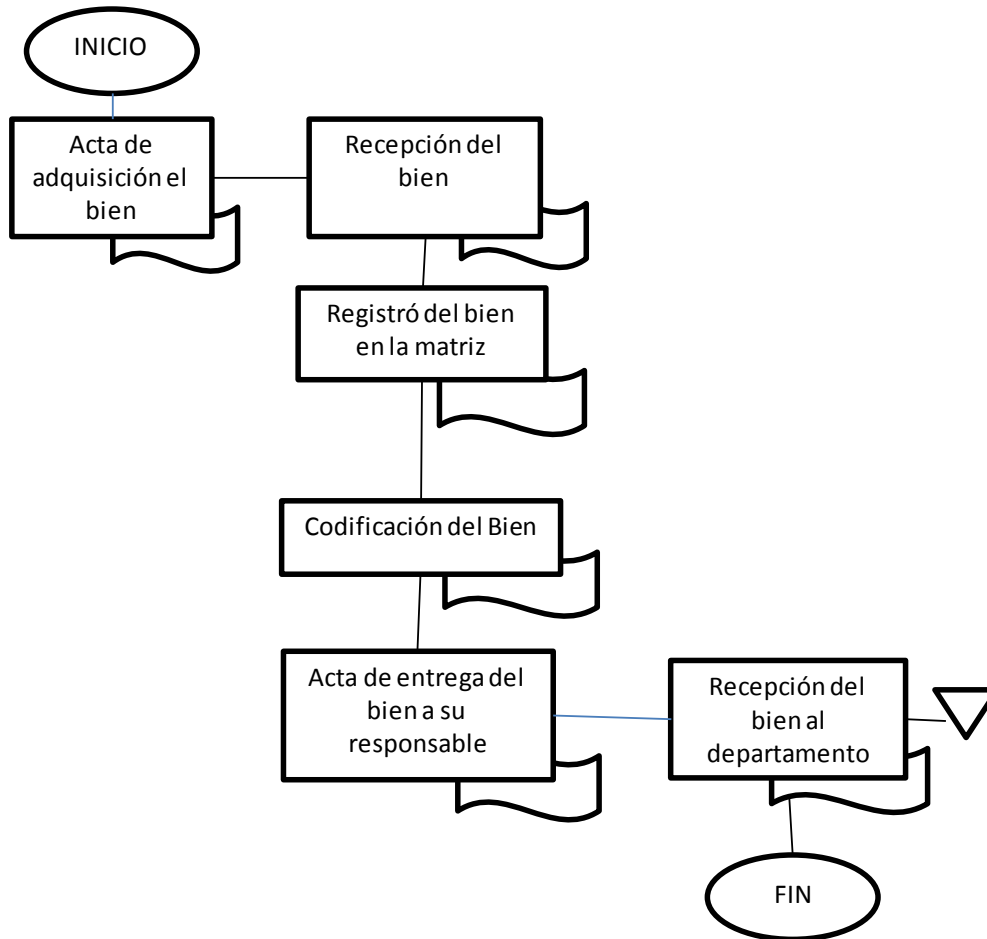 INICIO
Acta de
adquisición el
bien
Recepción del
bien
Registró del bien
en la matriz
Codificación del Bien
Acta de entrega del
bien a su
responsable
Recepción del
bien al
departamento
FIN